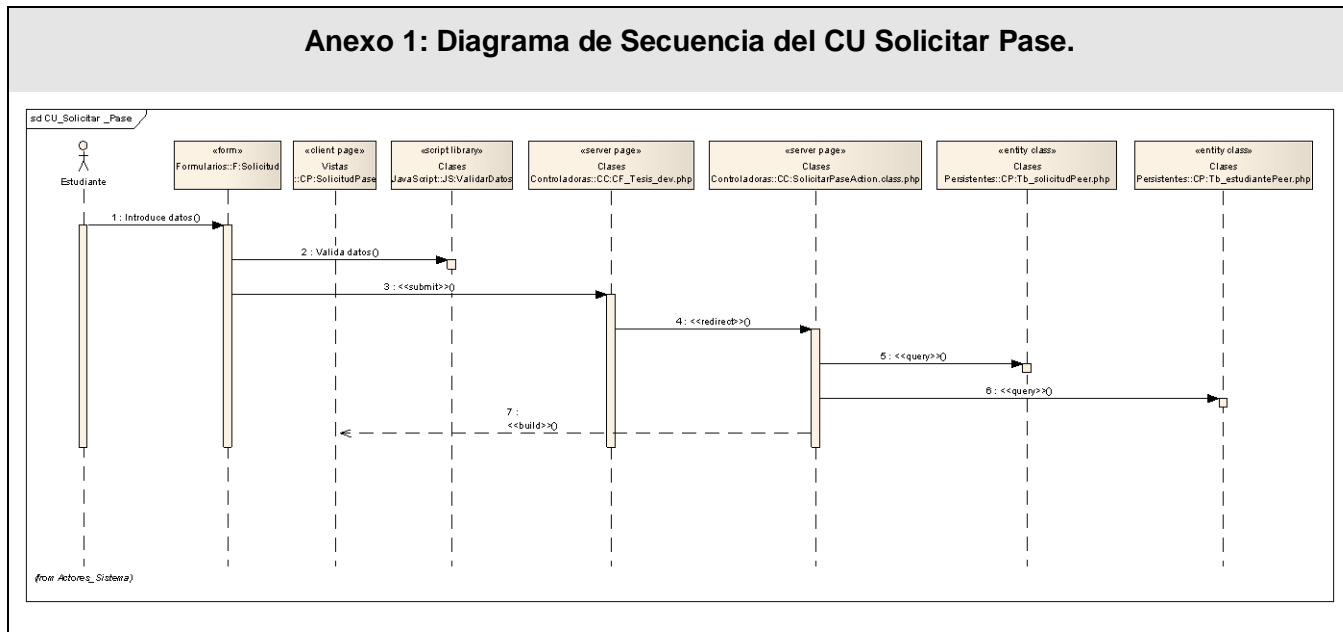 Anexo 1: Diagrama de Secuencia del CU Solicitar Pase.
sd CU_Solicitar _Pase
Estudiante
«form»
Formularios::F:Solicitud
«client page»
Vistas
::CP:SolicitudPase
«script library»
Clases
JavaScript::JS:ValidarDatos
«server page»
Clases
Controladoras::CC:CF_Tesis_dev.php
«server page»
Clases
Controladoras::CC:SolicitarPaseAction.class.php
«entity class»
Clases
Persistentes::CP:Tb_solicitudPeer.php
«entity class»
Clases
Persistentes::CP:Tb_estudiantePeer.php
1 : Introduce datos()
2 : Valida datos()
3 : <<submit>>()
4 : <<redirect>>()
5 : <<query>>()
6 : <<query>>()
7 :
<<build>>()
(from Actores_Sistema)